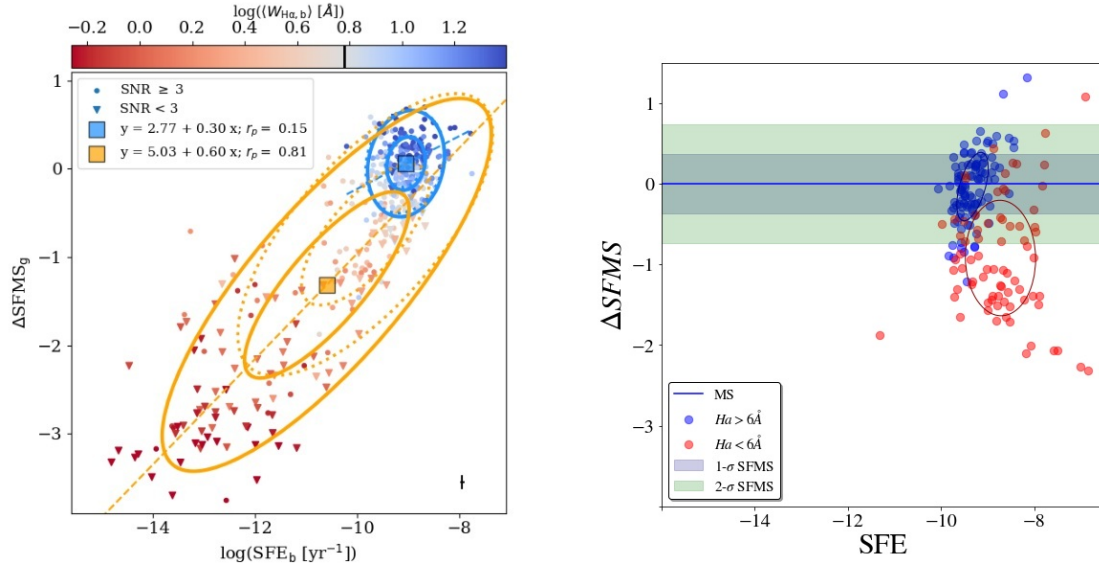 log(⟨W_Hα,b⟩ [Å])
−0.2 0.0 0.2 0.4 0.6 0.8 1.0 1.2
SNR ≥ 3
SNR < 3
y = 2.77 + 0.30 x; r_p = 0.15
y = 5.03 + 0.60 x; r_p = 0.81
1
0
−1
−2
−3
ΔSFMS_g
−14 −12 −10 −8
log(SFE_b [yr⁻¹])
1
0
−1
−2
−3
ΔSFMS
MS
Ha > 6Å
Ha < 6Å
1-σ SFMS
2-σ SFMS
−14 −12 −10 −8 −6
SFE